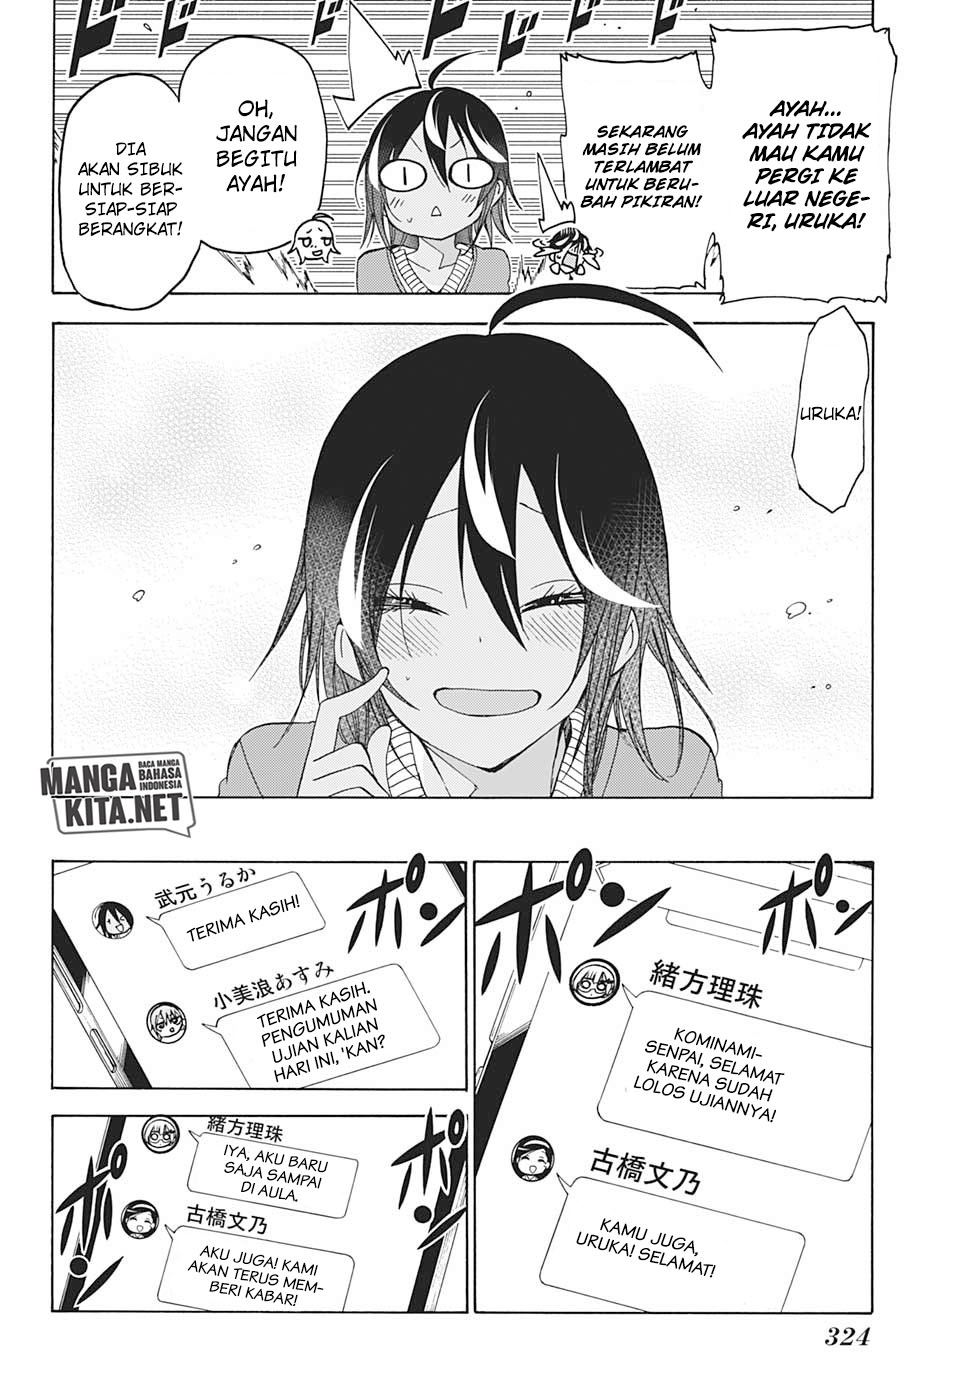 ドドドドドド
AYAH...
AYAH TIDAK
MAU KAMU
PERGI KE
LUAR NEGE-
RI, URUKA!
SEKARANG
MASIH BELUM
TERLAMBAT
UNTUK BERU-
BAH PIKIRAN!
OH,
JANGAN
BEGITU
AYAH!
DIA
AKAN SIBUK
UNTUK BER-
SIAP-SIAP
BERANGKAT!
URUKA!
MANGA
KITA.NET
BACA MANGA
BAHASA
INDONESIA
ポン
緒方理珠
KOMINAMI-
SENPAI, SELAMAT
KARENA SUDAH
LOLOS UJIANNYA!
古橋文乃
KAMU JUGA,
URUKA! SELAMAT!
ポン
武元うるか
TERIMA KASIH!
小美浪あすみ
TERIMA KASIH.
PENGUMUMAN
UJIAN KALIAN
HARI INI, 'KAN?
ポン
緒方理珠
IYA, AKU BARU
SAJA SAMPAI
DI AULA.
古橋文乃
AKU JUGA! KAMI
AKAN TERUS MEM-
BERI KABAR!
ポン
324